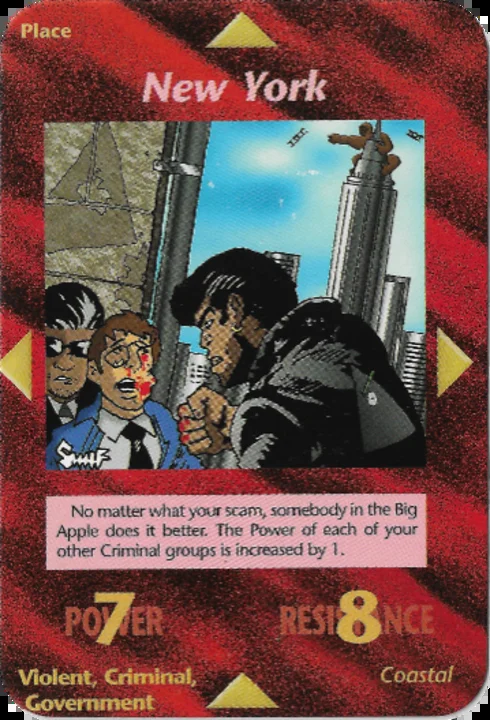 Place
New York
No matter what your scam, somebody in the Big
Apple does it better. The Power of each of your
other Criminal groups is increased by 1.
POWER 7
RESISTANCE 8
Violent, Criminal,
Government
Coastal